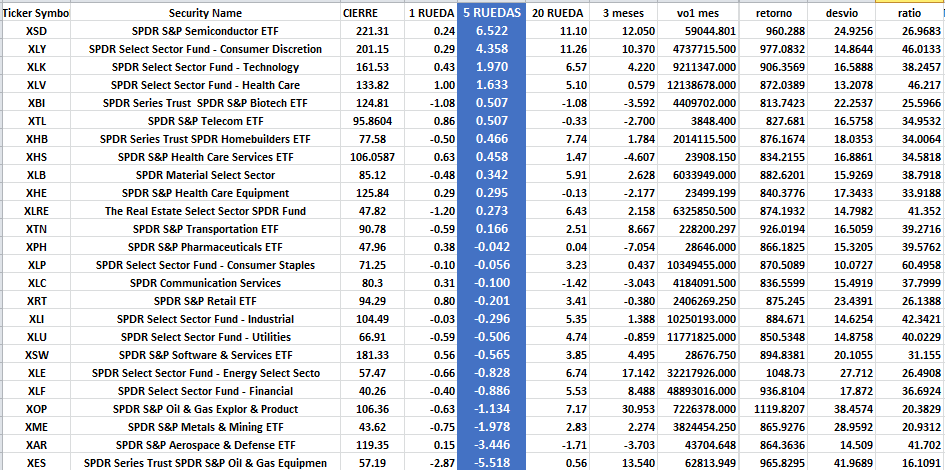 Ticker Symbo Security Name CIERRE 1 RUEDA 5 RUEDAS 20 RUEDA 3 meses vo1 mes retorno desvio ratio
XSD SPDR S&P Semiconductor ETF 221.31 0.24 6.522 11.10 12.050 59044.801 960.288 24.9256 26.9683
XLY SPDR Select Sector Fund - Consumer Discretion 201.15 0.29 4.358 11.26 10.370 4737715.500 977.0832 14.8644 46.0133
XLK SPDR Select Sector Fund - Technology 161.53 0.43 1.970 6.57 4.220 9211347.000 906.3569 16.5888 38.2457
XLV SPDR Select Sector Fund - Health Care 133.82 1.00 1.633 5.10 0.579 12138678.000 872.0389 13.2078 46.217
XBI SPDR Series Trust SPDR S&P Biotech ETF 124.81 -1.08 0.507 -1.08 -3.592 4409702.000 813.7423 22.2537 25.5966
XTL SPDR S&P Telecom ETF 95.8604 0.86 0.507 -0.33 -2.700 3848.400 827.681 16.5758 34.9532
XHB SPDR Series Trust SPDR Homebuilders ETF 77.58 -0.50 0.466 7.74 1.784 2014115.500 876.1674 18.0353 34.0064
XHS SPDR S&P Health Care Services ETF 106.0587 0.63 0.458 1.47 -4.607 23908.150 834.2155 16.8861 34.5818
XLB SPDR Material Select Sector 85.12 -0.48 0.342 5.91 2.628 6033949.000 882.6201 15.9269 38.7918
XHE SPDR S&P Health Care Equipment 125.84 0.29 0.295 -0.13 -2.177 23499.199 840.3776 17.3433 33.9188
XLRE The Real Estate Select Sector SPDR Fund 47.82 -1.20 0.273 6.43 2.158 6325850.500 874.1932 14.7982 41.352
XTN SPDR S&P Transportation ETF 90.78 -0.59 0.166 2.51 8.667 228200.297 926.0194 16.5059 39.2716
XPH SPDR S&P Pharmaceuticals ETF 47.96 0.38 -0.042 0.04 -7.054 28646.000 866.1825 15.3205 39.5762
XLP SPDR Select Sector Fund - Consumer Staples 71.25 -0.10 -0.056 3.23 0.437 10349455.000 870.5089 10.0727 60.4958
XLC SPDR Communication Services 80.3 0.31 -0.100 -1.42 -3.043 4184091.500 836.5599 15.4919 37.7999
XRT SPDR S&P Retail ETF 94.29 0.80 -0.201 3.41 -0.380 2406269.250 875.245 23.4391 26.1388
XLI SPDR Select Sector Fund - Industrial 104.49 -0.03 -0.296 5.35 1.388 10250193.000 884.671 14.6254 42.3421
XLU SPDR Select Sector Fund - Utilities 66.91 -0.59 -0.506 4.74 -0.859 11771825.000 850.5348 14.8758 40.0229
XSW SPDR S&P Software & Services ETF 181.33 0.56 -0.565 3.85 4.495 28676.750 894.8381 20.1055 31.155
XLE SPDR Select Sector Fund - Energy Select Secto 57.47 -0.66 -0.828 6.74 17.142 32217926.000 1048.73 27.712 26.4908
XLF SPDR Select Sector Fund - Financial 40.26 -0.40 -0.886 5.53 8.488 48893016.000 936.8104 17.872 36.6924
XOP SPDR S&P Oil & Gas Explor & Product 106.36 -0.63 -1.134 7.17 30.953 7226378.000 1119.8207 38.4574 20.3829
XME SPDR S&P Metals & Mining ETF 43.62 -0.75 -1.978 2.83 2.274 3824454.250 865.9276 28.9592 20.9312
XAR SPDR S&P Aerospace & Defense ETF 119.35 0.15 -3.446 -1.71 -3.703 43704.648 864.3636 14.509 41.702
XES SPDR Series Trust SPDR S&P Oil & Gas Equipmen 57.19 -2.87 -5.518 0.56 13.540 62813.949 965.8295 41.9689 16.1091